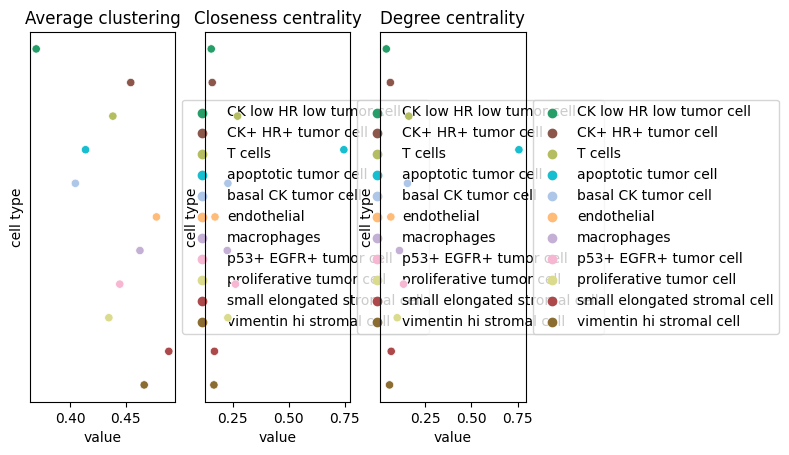 Average clustering
Closeness centrality
Degree centrality
cell type
cell type
cell type
CK low HR low tumor cell
CK+ HR+ tumor cell
T cells
apoptotic tumor cell
basal CK tumor cell
endothelial
macrophages
p53+ EGFR+ tumor cell
proliferative tumor cell
small elongated stromal cell
vimentin hi stromal cell
CK low HR low tumor cell
CK+ HR+ tumor cell
T cells
apoptotic tumor cell
basal CK tumor cell
endothelial
macrophages
p53+ EGFR+ tumor cell
proliferative tumor cell
small elongated stromal cell
vimentin hi stromal cell
CK low HR low tumor cell
CK+ HR+ tumor cell
T cells
apoptotic tumor cell
basal CK tumor cell
endothelial
macrophages
p53+ EGFR+ tumor cell
proliferative tumor cell
small elongated stromal cell
vimentin hi stromal cell
0.40 0.45
0.25 0.50 0.75
0.25 0.50 0.75
value
value
value